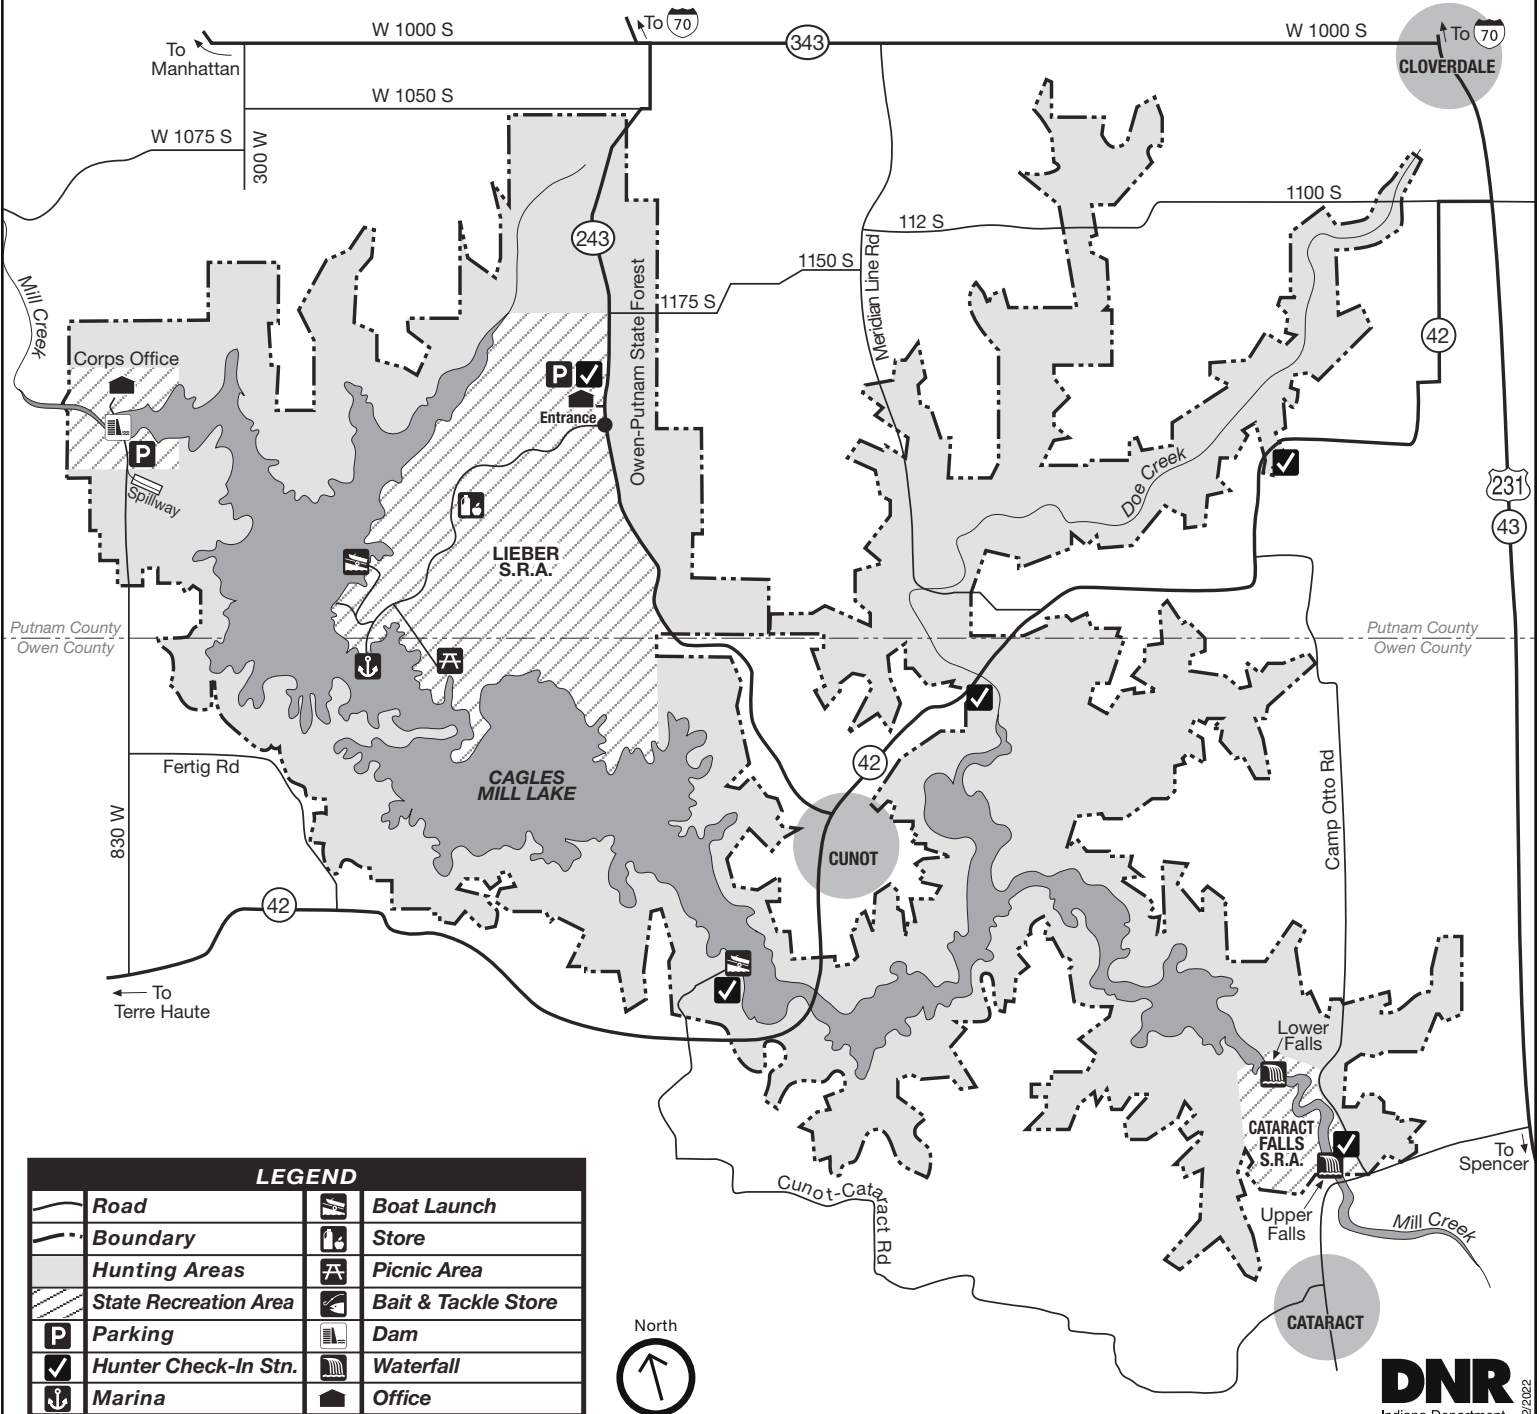 W 1000 S
To
70
343
W 1000 S
To
70
CLOVERDALE
To
Manhattan
W 1050 S
W 1075 S
300 W
1100 S
112 S
243
Meridian Line Rd
1150 S
1175 S
Owen-Putnam State Forest
Mill Creek
42
Corps Office
P
P
Entrance
Doe Creek
231
43
Spillway
LIEBER
S.R.A.
Putnam County
Owen County
Putnam County
Owen County
42
Fertig Rd
CAGLES
MILL LAKE
830 W
Camp Otto Rd
CUNOT
42
To
Terre Haute
Lower
Falls
CATARACT
FALLS
S.R.A.
To
Spencer
Cunot-Cataract Rd
Upper
Falls
Mill Creek
CATARACT
LEGEND
Road
Boat Launch
Boundary
Store
Hunting Areas
Picnic Area
State Recreation Area
Bait & Tackle Store
P
Parking
Dam
Hunter Check-In Stn.
Waterfall
Marina
Office
North
DNR
Indiana Department
2/2022